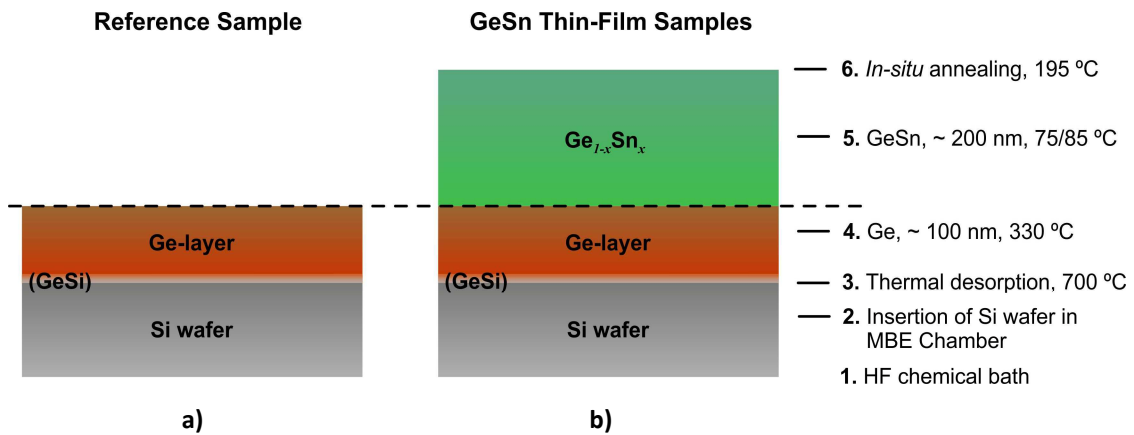 Reference Sample
GeSn Thin-Film Samples
6. In-situ annealing, 195 ºC
Ge1-xSnx
5. GeSn, ~ 200 nm, 75/85 ºC
Ge-layer
Ge-layer
4. Ge, ~ 100 nm, 330 ºC
(GeSi)
(GeSi)
3. Thermal desorption, 700 ºC
Si wafer
Si wafer
2. Insertion of Si wafer in
MBE Chamber
1. HF chemical bath
a)
b)